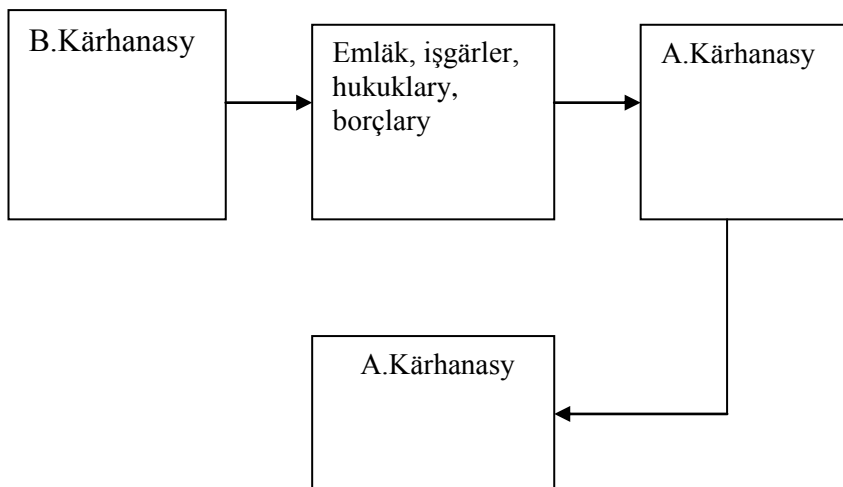 B.Kärhanasy
Emläk, işgärler,
hukuklary,
borçlary
A.Kärhanasy
A.Kärhanasy